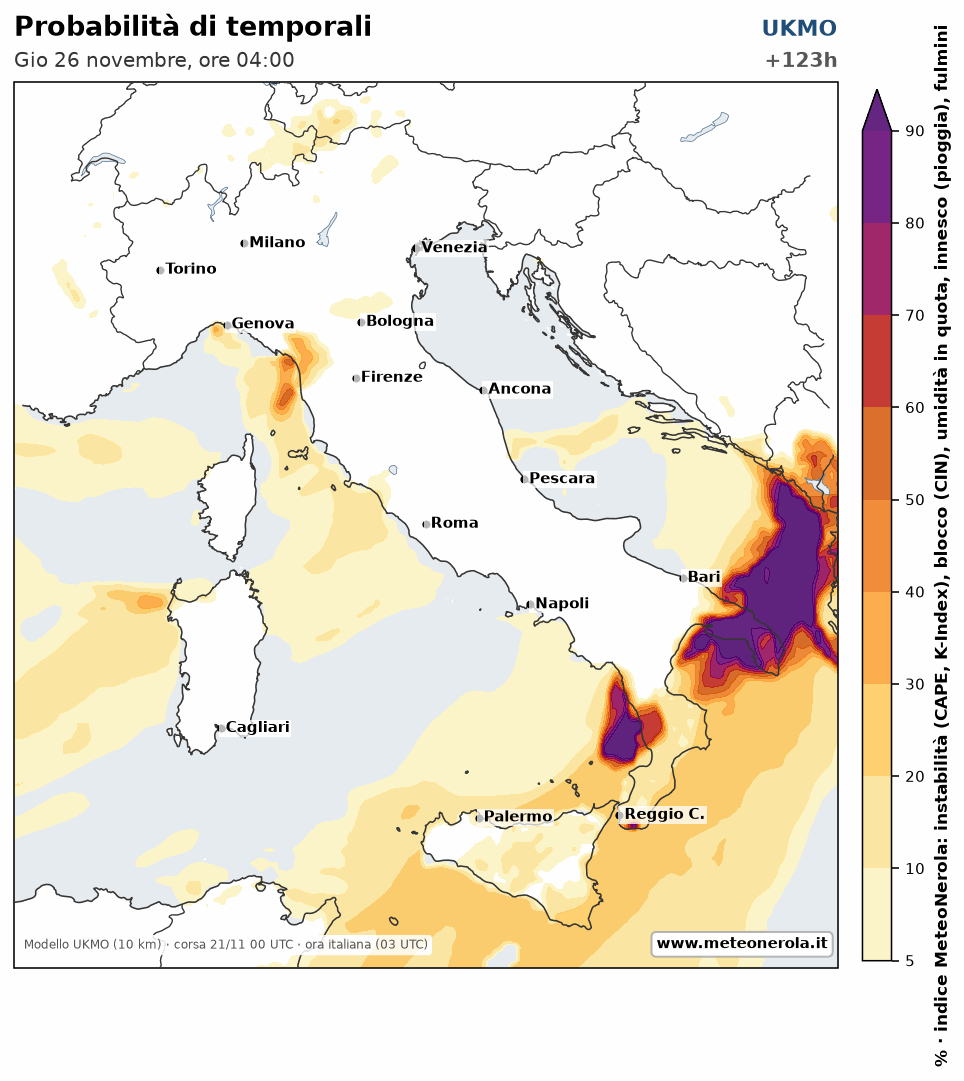 Probabilità di temporali
UKMO
Gio 26 novembre, ore 04:00
+123h
Milano
Venezia
Torino
Genova
Bologna
Firenze
Ancona
Pescara
Roma
Bari
Napoli
Cagliari
Palermo
Reggio C.
Modello UKMO (10 km) · corsa 21/11 00 UTC · ora italiana (03 UTC)
www.meteonerola.it
90
80
70
60
50
40
30
20
10
5
% · indice MeteoNerola: instabilità (CAPE, K-Index), blocco (CIN), umidità in quota, innesco (pioggia), fulmini